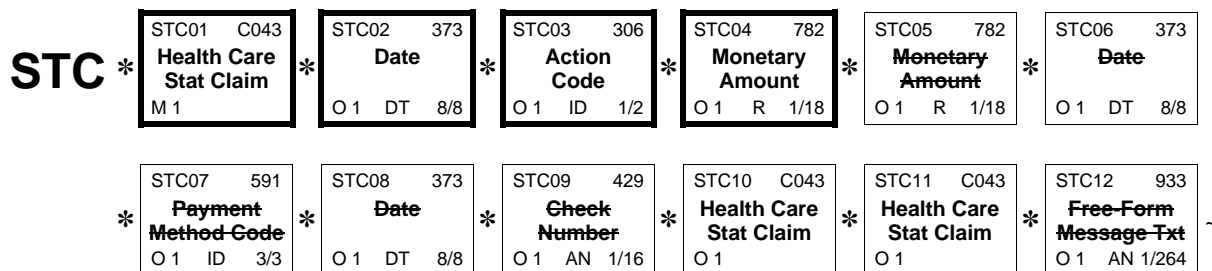 STC01 C043 STC02 373 STC03 306 STC04 782 STC05 782 STC06 373
STC * Health Care * Date * Action * Monetary * Monetary * Date
Stat Claim Code Amount Amount
M 1 O 1 DT 8/8 O 1 ID 1/2 O 1 R 1/18 O 1 R 1/18 O 1 DT 8/8
STC07 591 STC08 373 STC09 429 STC10 C043 STC11 C043 STC12 933
* Payment * Date * Check * Health Care * Health Care * Free-Form ~
Method Code Number Stat Claim Stat Claim Message Txt
O 1 ID 3/3 O 1 DT 8/8 O 1 AN 1/16 O 1 O 1 O 1 AN 1/264